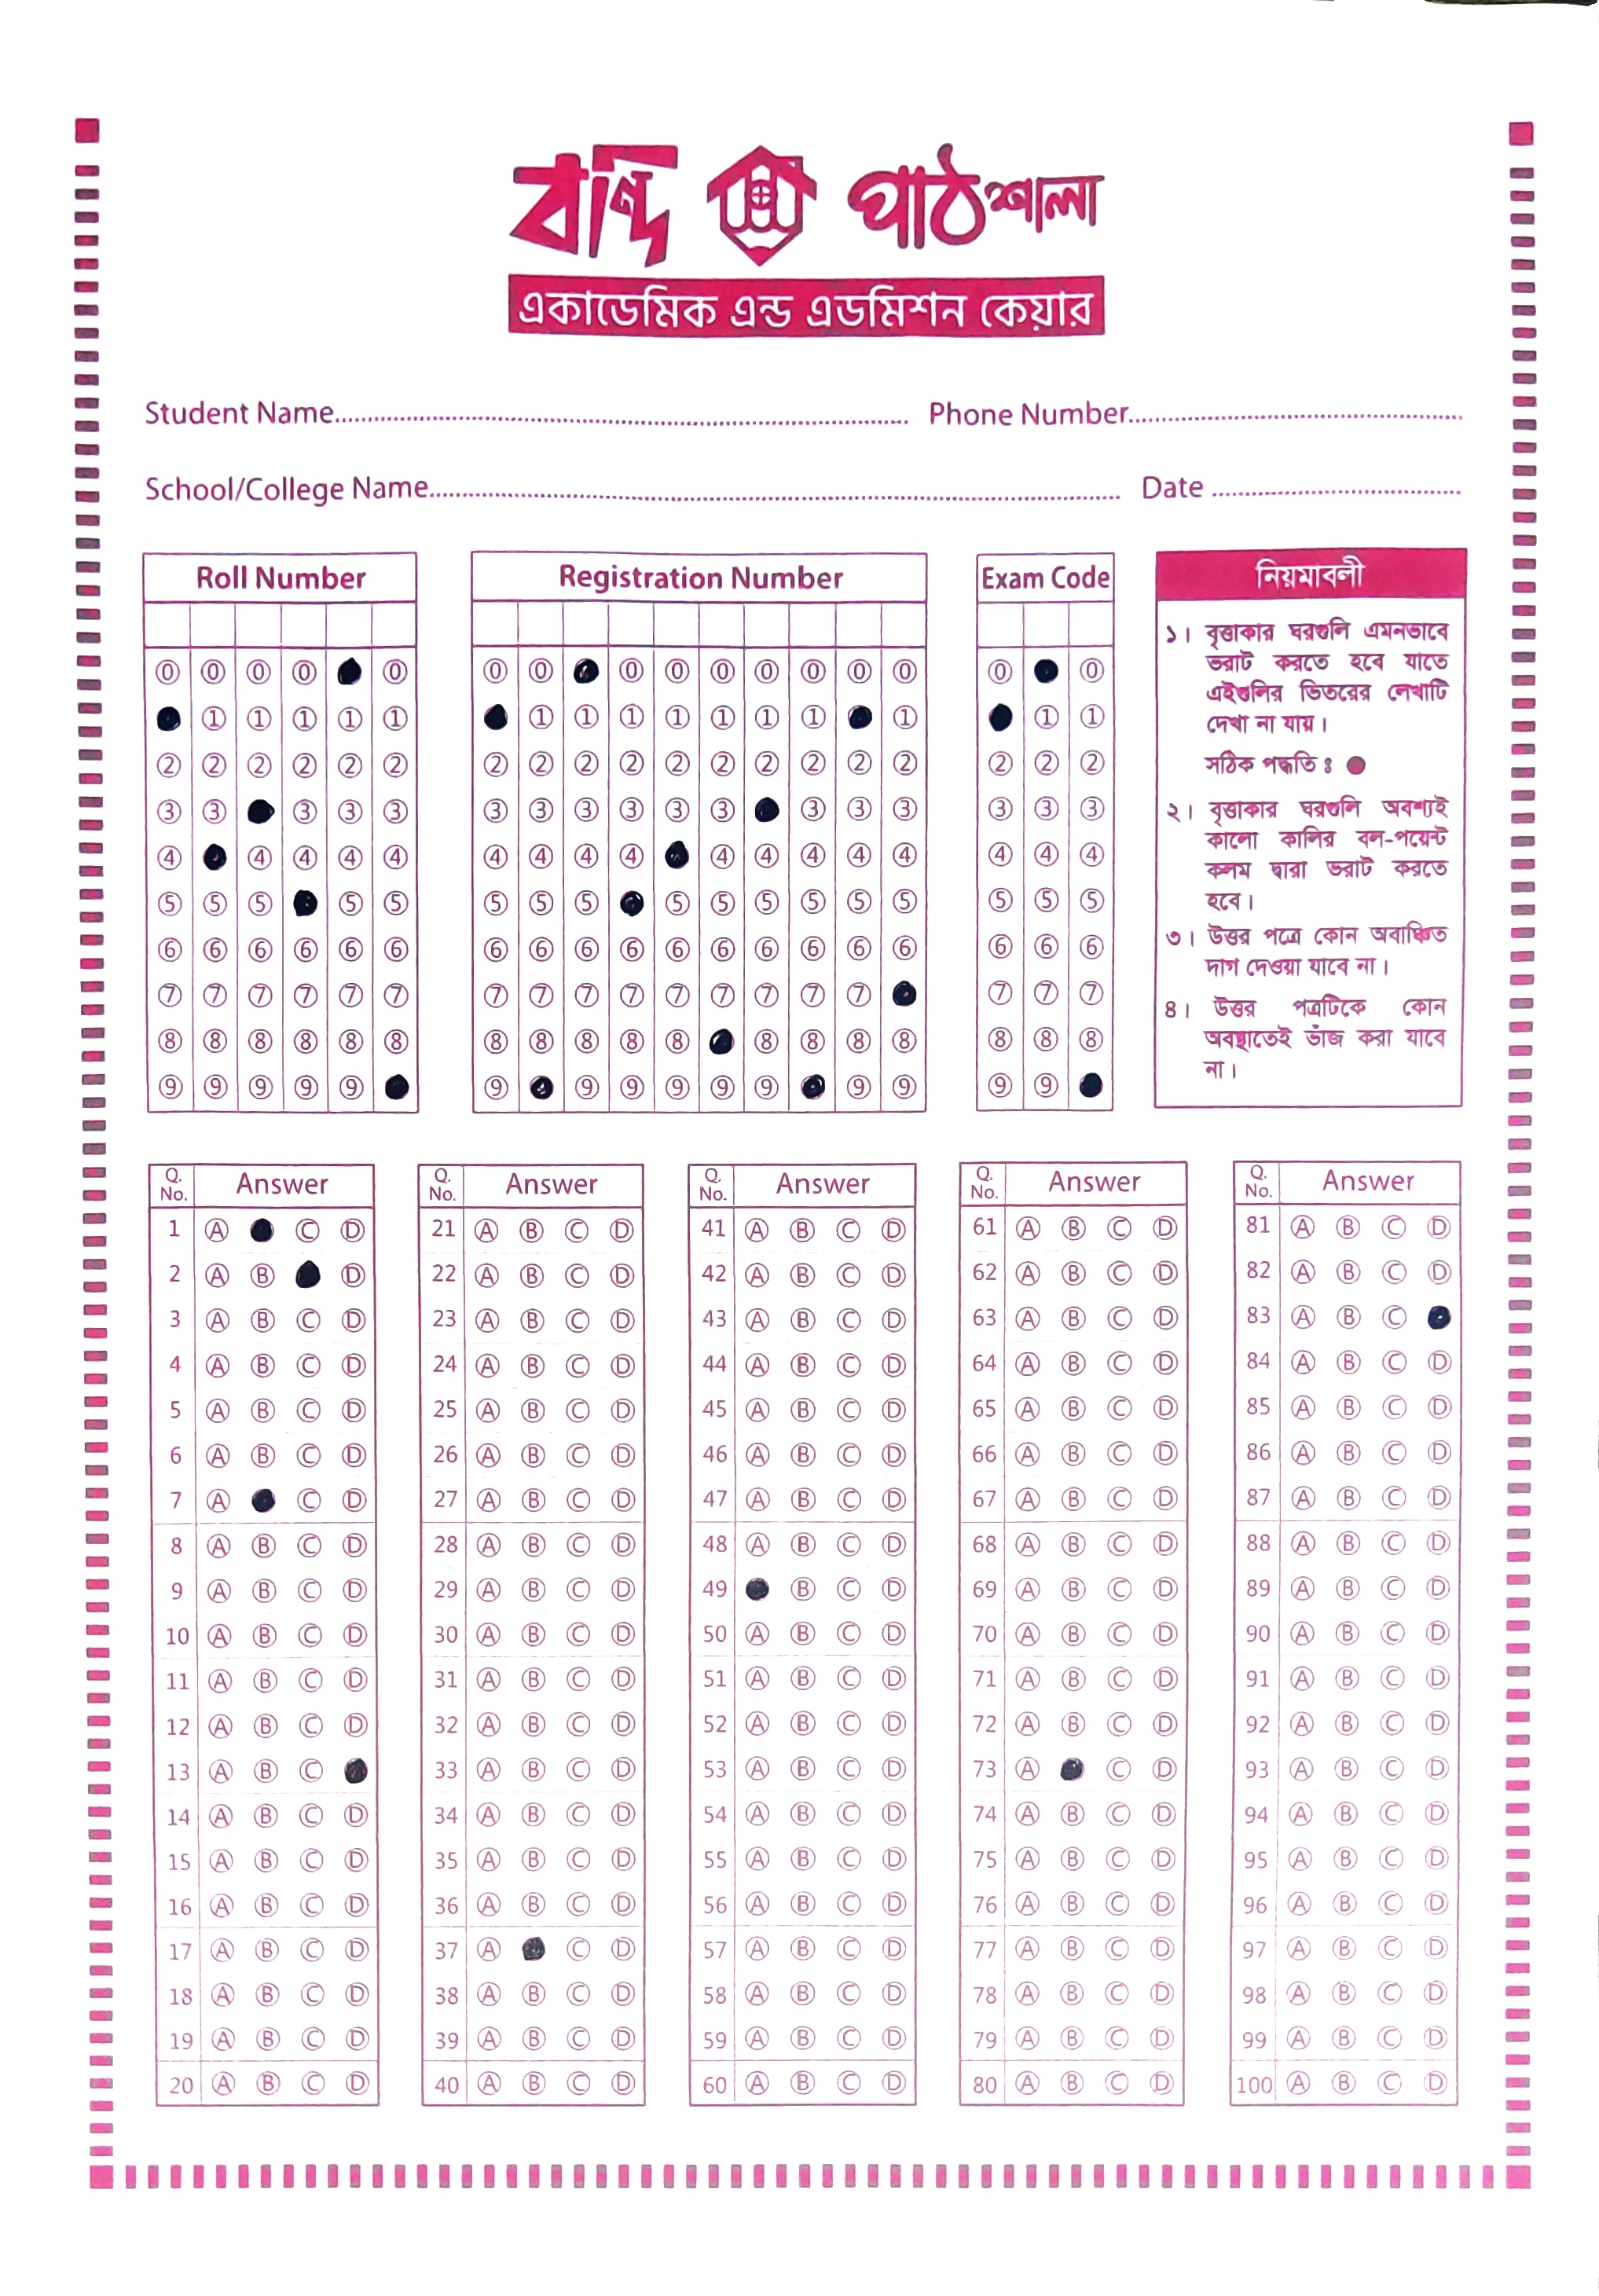 বন্দি পাঠশালা
একাডেমিক এন্ড এডমিশন কেয়ার
Student Name Phone Number
School/College Name Date
Roll Number
0 0 0 0 0
1 1 1 1 1
2 2 2 2 2 2
3 3 3 3 3
4 4 4 4 4
5 5 5 5 5
6 6 6 6 6 6
7 7 7 7 7 7
8 8 8 8 8 8
9 9 9 9 9
Registration Number
0 0 0 0 0 0 0 0 0
1 1 1 1 1 1 1 1
2 2 2 2 2 2 2 2 2 2
3 3 3 3 3 3 3 3 3
4 4 4 4 4 4 4 4 4
5 5 5 5 5 5 5 5 5
6 6 6 6 6 6 6 6 6 6
7 7 7 7 7 7 7 7 7
8 8 8 8 8 8 8 8 8
9 9 9 9 9 9 9 9
Exam Code
0 0
1 1
2 2 2
3 3 3
4 4 4
5 5 5
6 6 6
7 7 7
8 8 8
9 9
নিয়মাবলী
১। বৃত্তাকার ঘরগুলি এমনভাবে
ভরাট করতে হবে যাতে
এইগুলির ভিতরের লেখাটি
দেখা না যায়।
সঠিক পদ্ধতি ঃ
২। বৃত্তাকার ঘরগুলি অবশ্যই
কালো কালির বল-পয়েন্ট
কলম দ্বারা ভরাট করতে
হবে।
৩। উত্তর পত্রে কোন অবাঞ্চিত
দাগ দেওয়া যাবে না।
৪। উত্তর পত্রটিকে কোন
অবস্থাতেই ভাঁজ করা যাবে
না।
Q. No. Answer
1 A C D
2 A B D
3 A B C D
4 A B C D
5 A B C D
6 A B C D
7 A C D
8 A B C D
9 A B C D
10 A B C D
11 A B C D
12 A B C D
13 A B C
14 A B C D
15 A B C D
16 A B C D
17 A B C D
18 A B C D
19 A B C D
20 A B C D
Q. No. Answer
21 A B C D
22 A B C D
23 A B C D
24 A B C D
25 A B C D
26 A B C D
27 A B C D
28 A B C D
29 A B C D
30 A B C D
31 A B C D
32 A B C D
33 A B C D
34 A B C D
35 A B C D
36 A B C D
37 A C D
38 A B C D
39 A B C D
40 A B C D
Q. No. Answer
41 A B C D
42 A B C D
43 A B C D
44 A B C D
45 A B C D
46 A B C D
47 A B C D
48 A B C D
49 B C D
50 A B C D
51 A B C D
52 A B C D
53 A B C D
54 A B C D
55 A B C D
56 A B C D
57 A B C D
58 A B C D
59 A B C D
60 A B C D
Q. No. Answer
61 A B C D
62 A B C D
63 A B C D
64 A B C D
65 A B C D
66 A B C D
67 A B C D
68 A B C D
69 A B C D
70 A B C D
71 A B C D
72 A B C D
73 A C D
74 A B C D
75 A B C D
76 A B C D
77 A B C D
78 A B C D
79 A B C D
80 A B C D
Q. No. Answer
81 A B C D
82 A B C D
83 A B C
84 A B C D
85 A B C D
86 A B C D
87 A B C D
88 A B C D
89 A B C D
90 A B C D
91 A B C D
92 A B C D
93 A B C D
94 A B C D
95 A B C D
96 A B C D
97 A B C D
98 A B C D
99 A B C D
100 A B C D